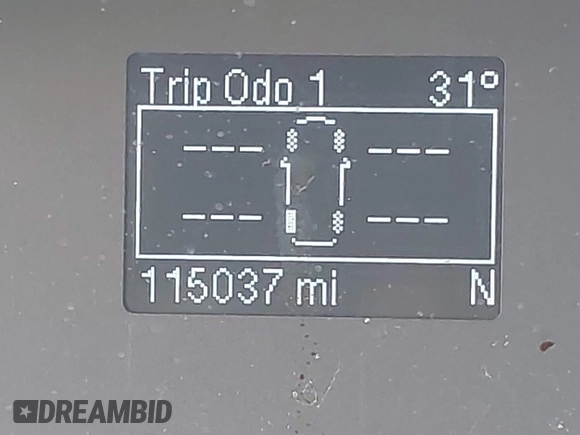 Trip Odo 1 31°
--- ---
--- ---
115037 mi N
DREAMBID